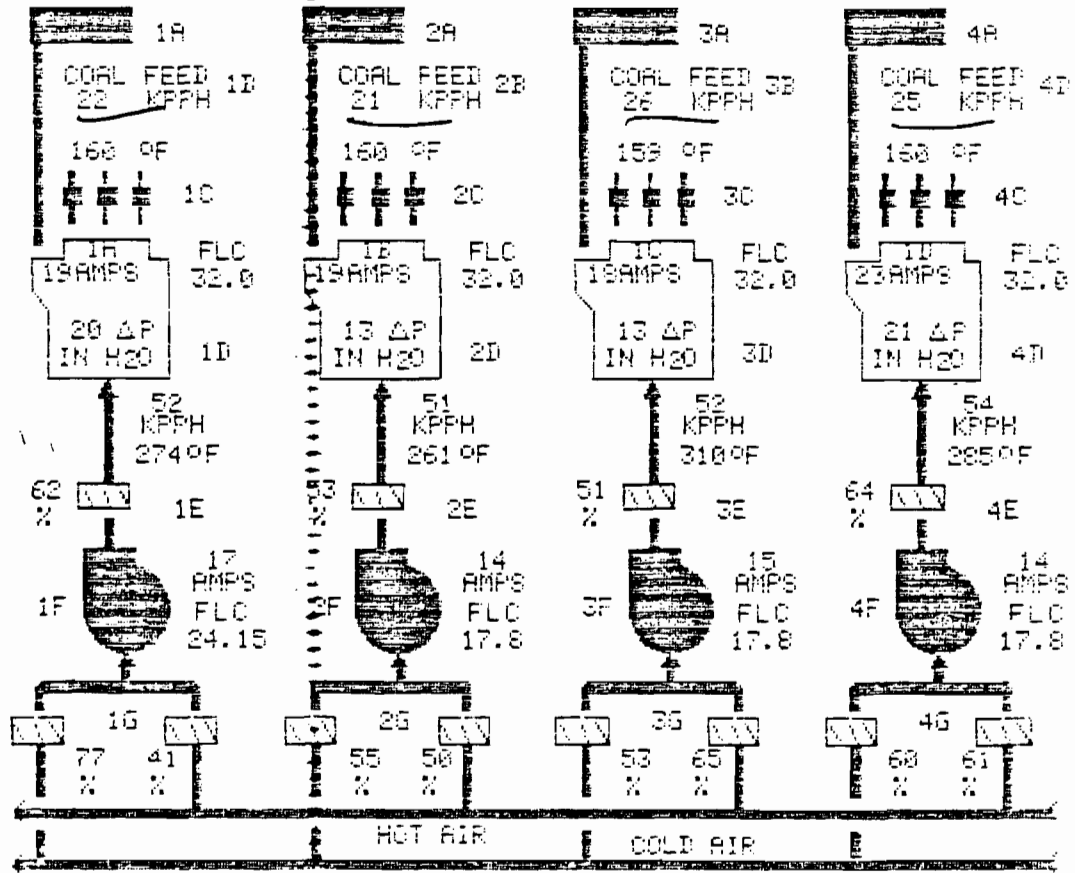 1A 2A 3A 4A
COAL FEED COAL FEED COAL FEED COAL FEED
1D 2B 3B 4D
22 KPPH 21 KPPH 26 KPPH 25 KPPH
160 °F 160 °F 159 °F 160 °F
1C 2C 3C 4C
1A FLC 1B FLC 1C FLC 1D FLC
19AMPS 32.0 19AMPS 32.0 18AMPS 32.0 23AMPS 32.0
20 ΔP 13 ΔP 13 ΔP 21 ΔP
IN H2O 1D IN H2O 2D IN H2O 3D IN H2O 4D
52 51 52 54
KPPH KPPH KPPH KPPH
274°F 261°F 310°F 285°F
62 51 64
% 1E 2E % 3E % 4E
17 14 15 14
AMPS AMPS AMPS AMPS
1F FLC FLC 3F FLC 4F FLC
24.15 17.8 17.8 17.8
1G 2G 3G 4G
77 41 55 50 53 65 60 61
% % % % % % % %
HOT AIR COLD AIR